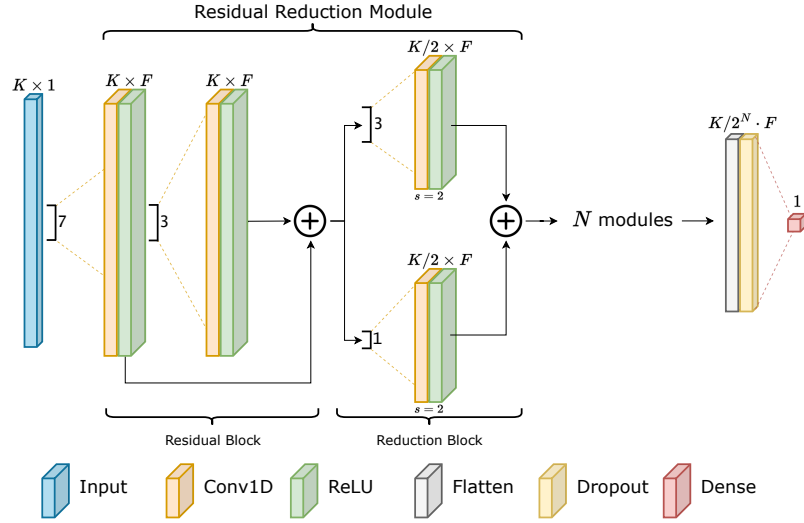 Residual Reduction Module
K/2 × F
K × 1
K × F
K × F
3
s = 2
K/2^N · F
7
3
1
N modules
K/2 × F
1
s = 2
Residual Block
Reduction Block
Input
Conv1D
ReLU
Flatten
Dropout
Dense